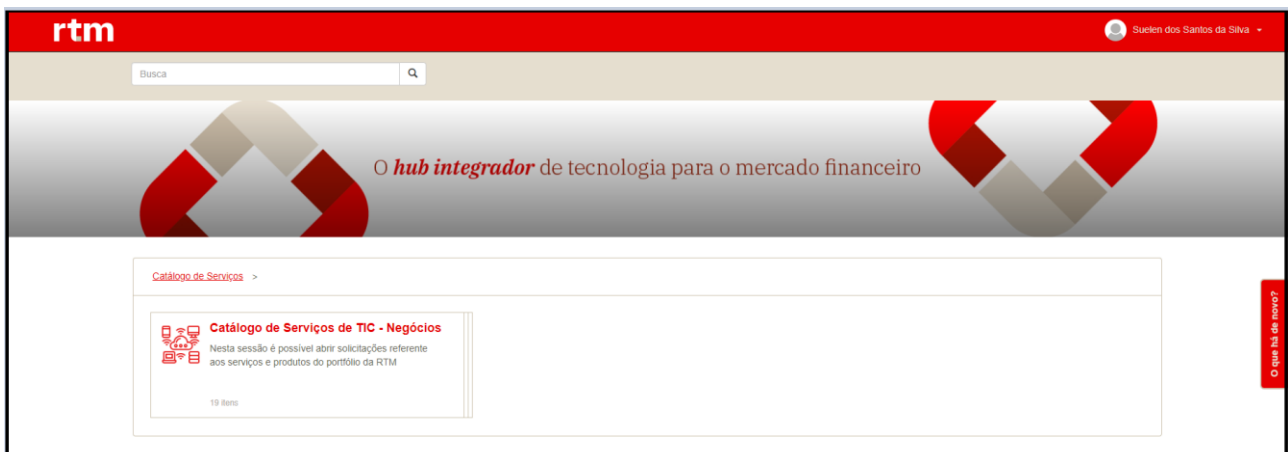 rtm
Suelen dos Santos da Silva
Busca
O hub integrador de tecnologia para o mercado financeiro
Catálogo de Serviços >
Catálogo de Serviços de TIC - Negócios
Nesta sessão é possível abrir solicitações referente
aos serviços e produtos do portfólio da RTM
19 itens
O que há de novo?